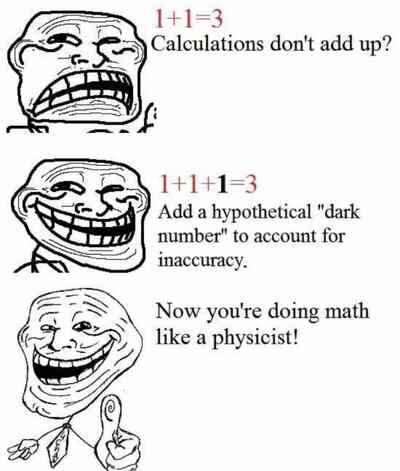 1+1=3
Calculations don't add up?
1+1+1=3
Add a hypothetical "dark
number" to account for
inaccuracy.
Now you're doing math
like a physicist!